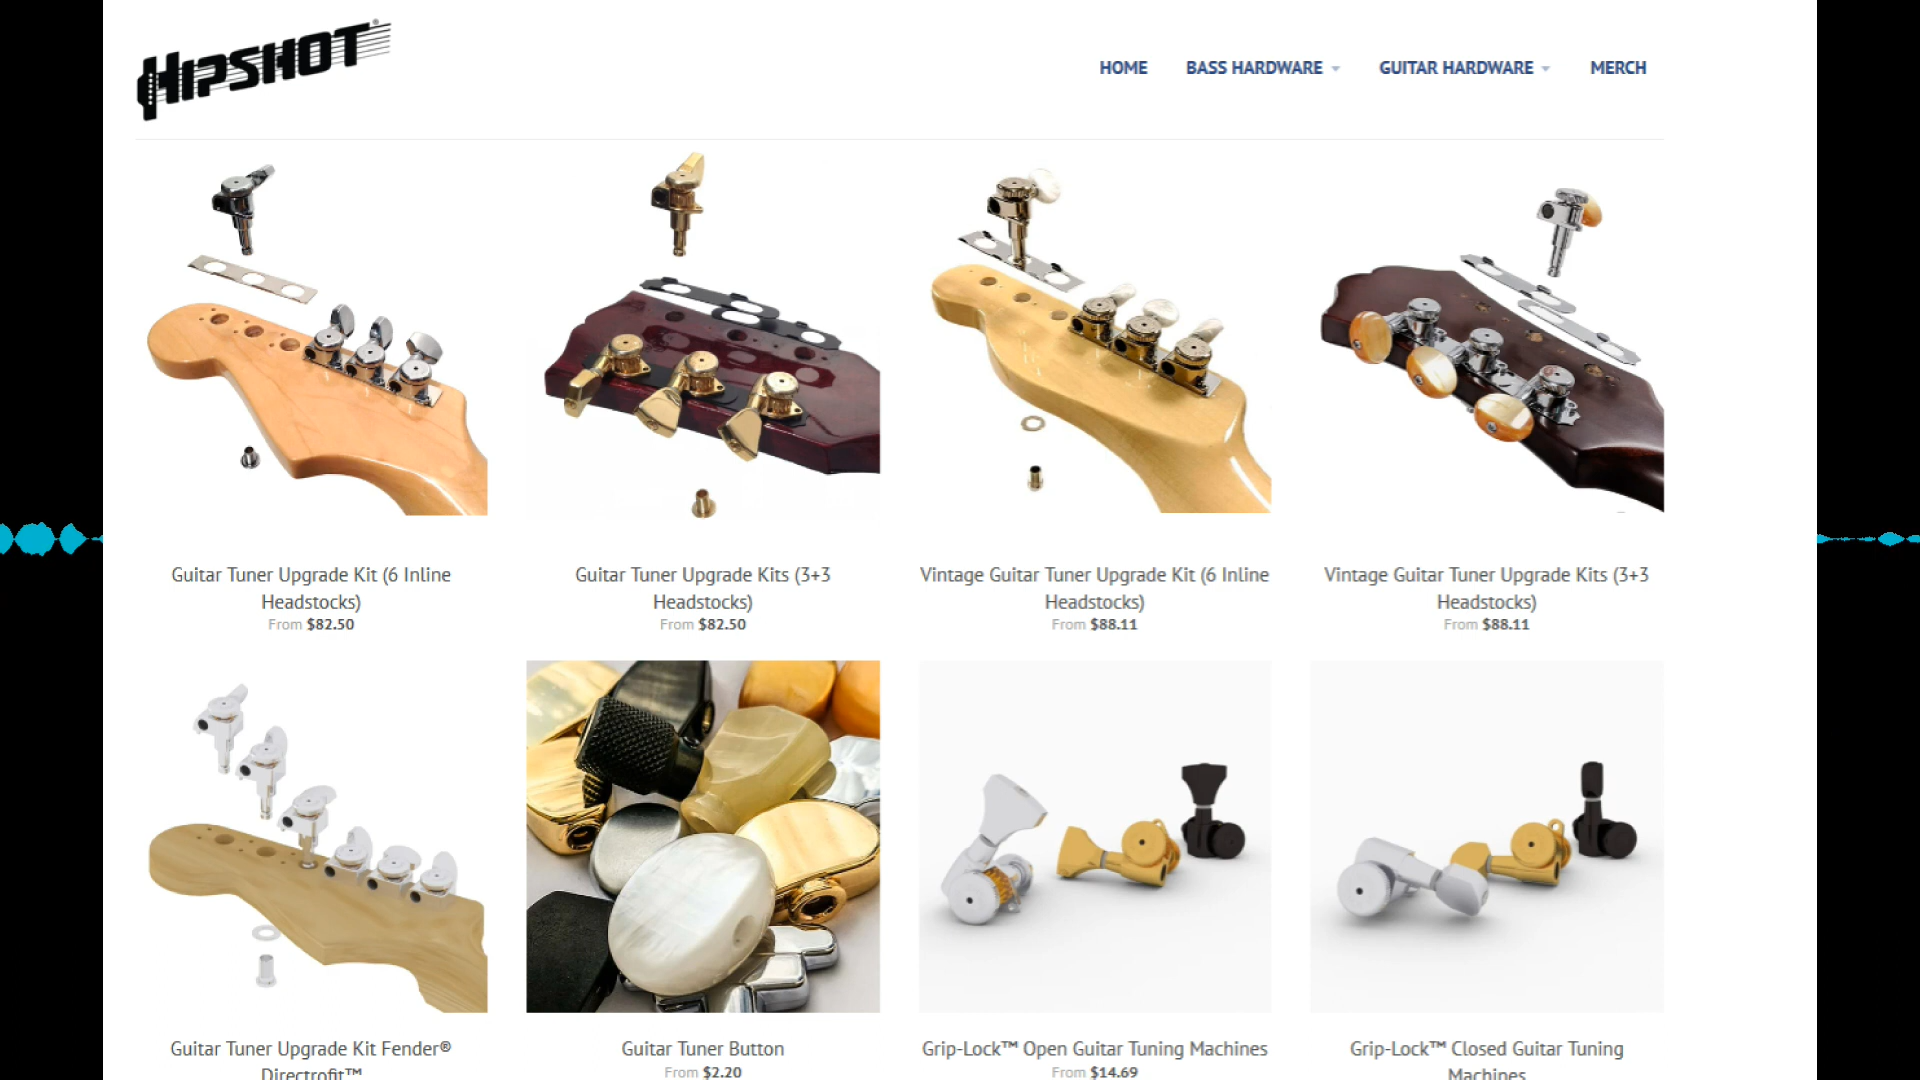 HIPSHOT®
HOME BASS HARDWARE GUITAR HARDWARE MERCH
Guitar Tuner Upgrade Kit (6 Inline
Headstocks)
From $82.50
Guitar Tuner Upgrade Kits (3+3
Headstocks)
From $82.50
Vintage Guitar Tuner Upgrade Kit (6 Inline
Headstocks)
From $88.11
Vintage Guitar Tuner Upgrade Kits (3+3
Headstocks)
From $88.11
Guitar Tuner Upgrade Kit Fender®
Directrofit™
Guitar Tuner Button
From $2.20
Grip-Lock™ Open Guitar Tuning Machines
From $14.69
Grip-Lock™ Closed Guitar Tuning
Machines